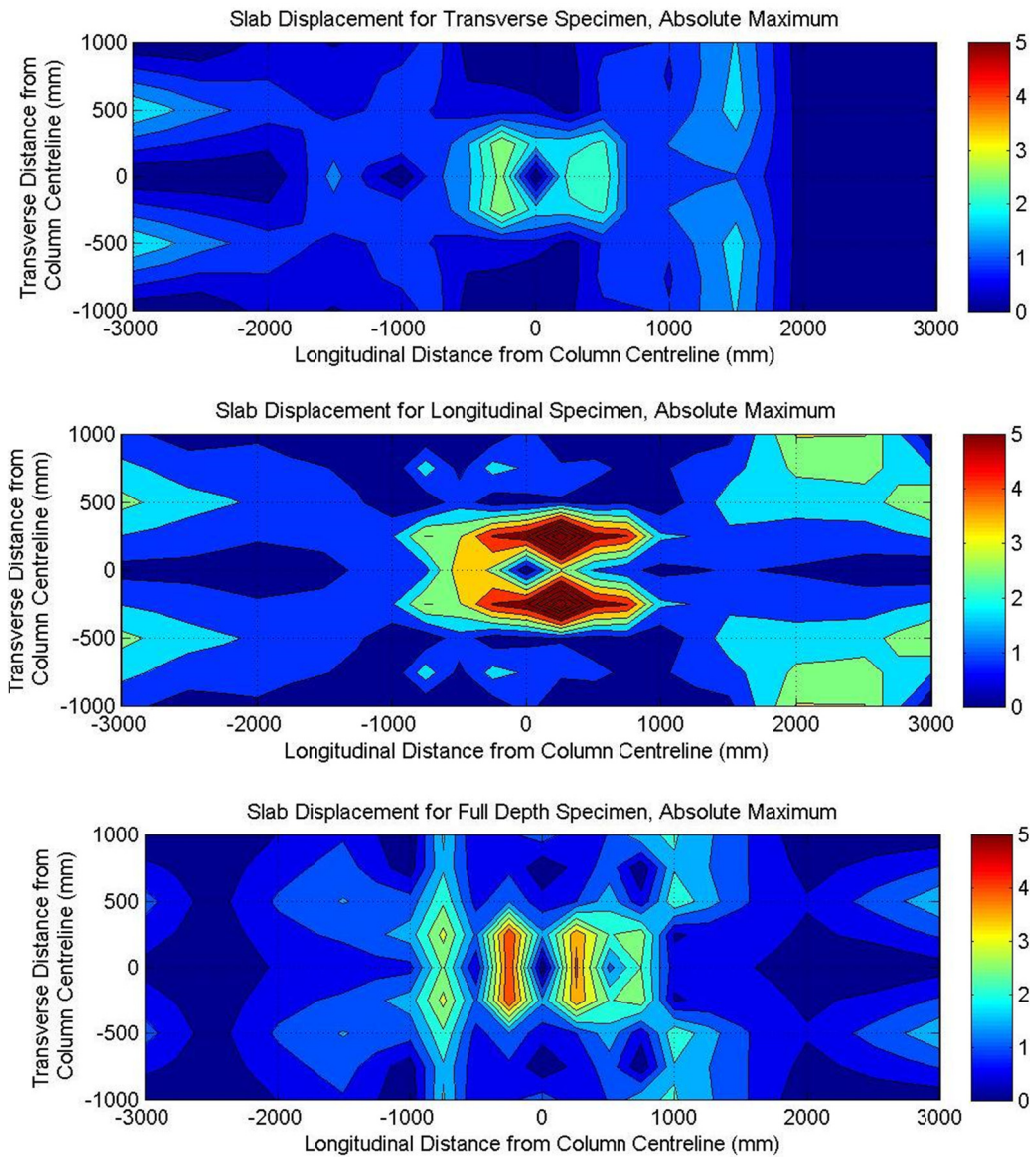 Slab Displacement for Transverse Specimen, Absolute Maximum
Transverse Distance from
Column Centreline (mm)
1000
500
0
-500
-1000
-3000 -2000 -1000 0 1000 2000 3000
Longitudinal Distance from Column Centreline (mm)
5
4
3
2
1
0
Slab Displacement for Longitudinal Specimen, Absolute Maximum
Transverse Distance from
Column Centreline (mm)
1000
500
0
-500
-1000
-3000 -2000 -1000 0 1000 2000 3000
Longitudinal Distance from Column Centreline (mm)
5
4
3
2
1
0
Slab Displacement for Full Depth Specimen, Absolute Maximum
Transverse Distance from
Column Centreline (mm)
1000
500
0
-500
-1000
-3000 -2000 -1000 0 1000 2000 3000
Longitudinal Distance from Column Centreline (mm)
5
4
3
2
1
0